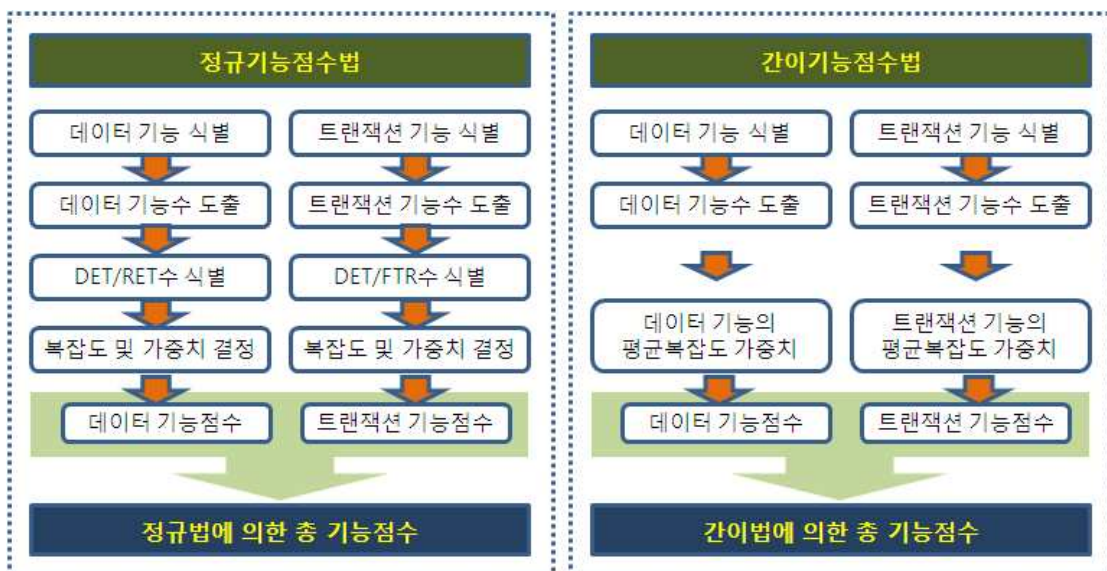 정규기능점수법
데이터 기능 식별
트랜잭션 기능 식별
데이터 기능수 도출
트랜잭션 기능수 도출
DET/RET수 식별
DET/FTR수 식별
복잡도 및 가중치 결정
복잡도 및 가중치 결정
데이터 기능점수
트랜잭션 기능점수
정규법에 의한 총 기능점수
간이기능점수법
데이터 기능 식별
트랜잭션 기능 식별
데이터 기능수 도출
트랜잭션 기능수 도출
데이터 기능의
평균복잡도 가중치
트랜잭션 기능의
평균복잡도 가중치
데이터 기능점수
트랜잭션 기능점수
간이법에 의한 총 기능점수